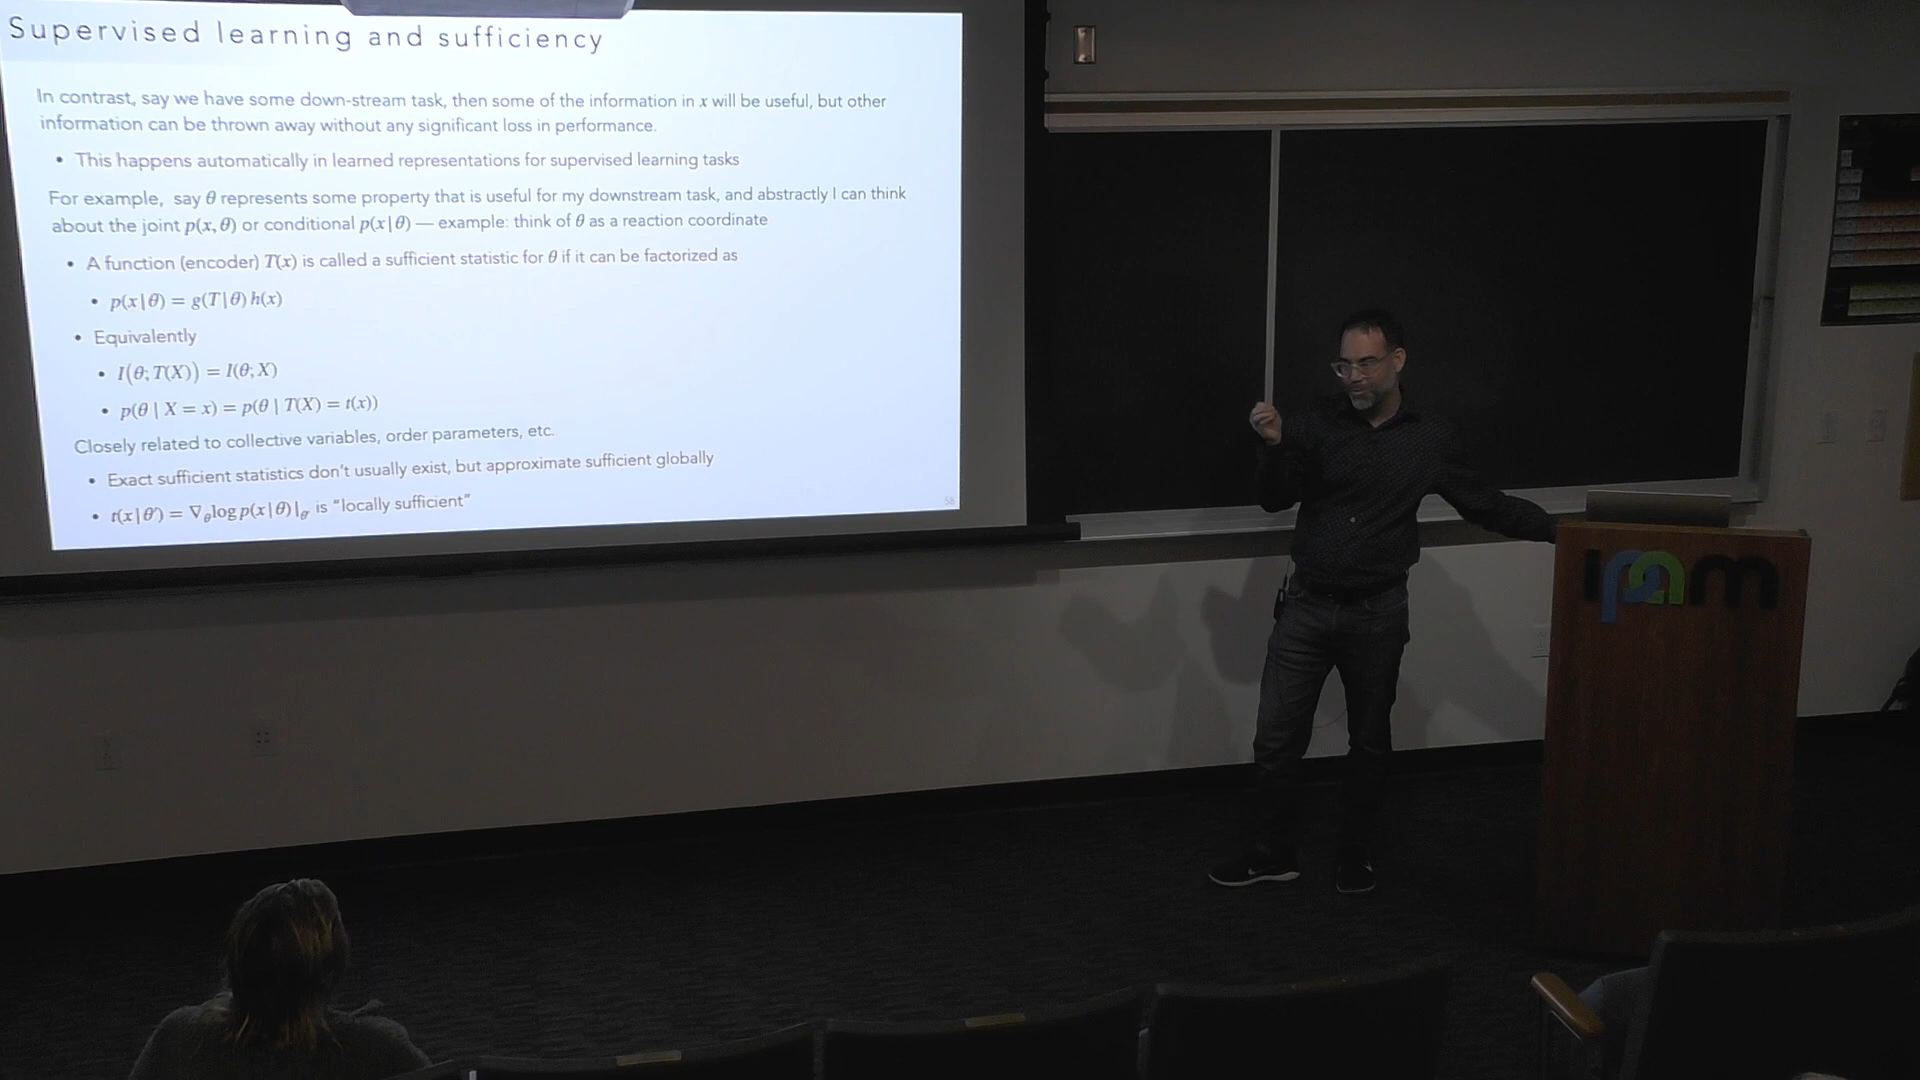 Supervised learning and sufficiency
In contrast, say we have some down-stream task, then some of the information in x will be useful, but other
information can be thrown away without any significant loss in performance.
• This happens automatically in learned representations for supervised learning tasks
For example, say θ represents some property that is useful for my downstream task, and abstractly I can think
about the joint p(x, θ) or conditional p(x|θ) — example: think of θ as a reaction coordinate
• A function (encoder) T(x) is called a sufficient statistic for θ if it can be factorized as
• p(x|θ) = g(T|θ) h(x)
• Equivalently
• I(θ; T(X)) = I(θ; X)
• p(θ | X = x) = p(θ | T(X) = t(x))
Closely related to collective variables, order parameters, etc.
• Exact sufficient statistics don't usually exist, but approximate sufficient globally
• t(x|θ′) = ∇θ log p(x|θ)|θ′ is "locally sufficient"
58
ipam